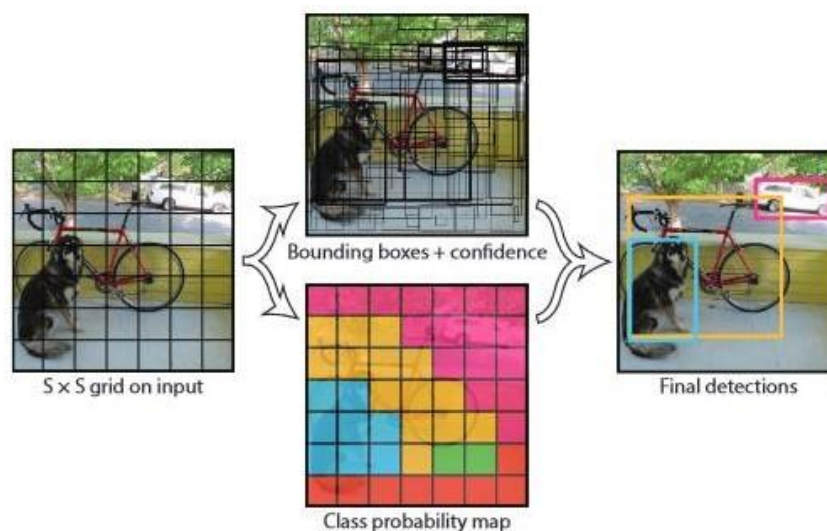 S × S grid on input
Bounding boxes + confidence
Class probability map
Final detections